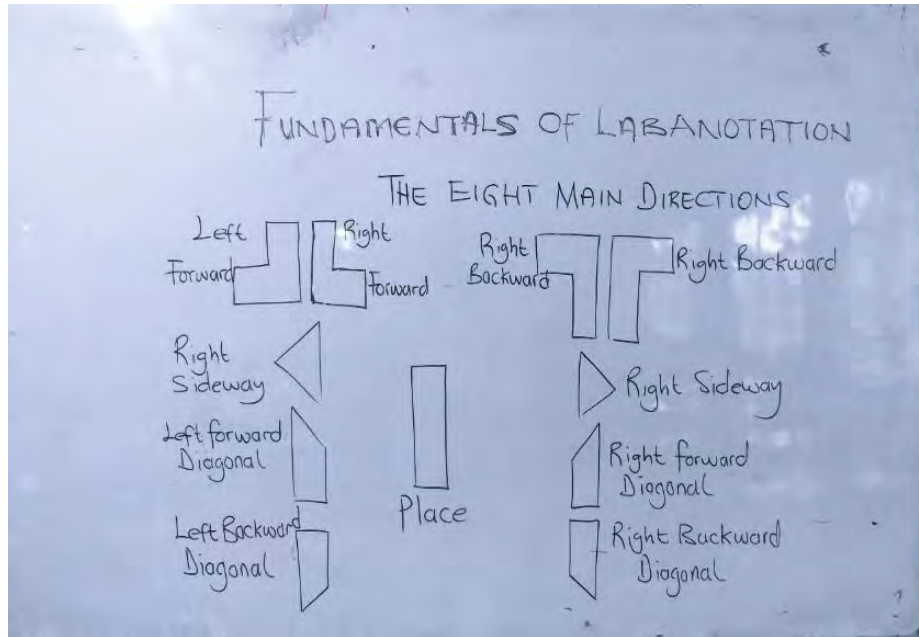 FUNDAMENTALS OF LABANOTATION
THE EIGHT MAIN DIRECTIONS
Left
Forward
Right
Forward
Right
Backward
Right Backward
Right
Sideway
Right Sideway
Left forward
Diagonal
Right forward
Diagonal
Place
Left Backward
Diagonal
Right Backward
Diagonal